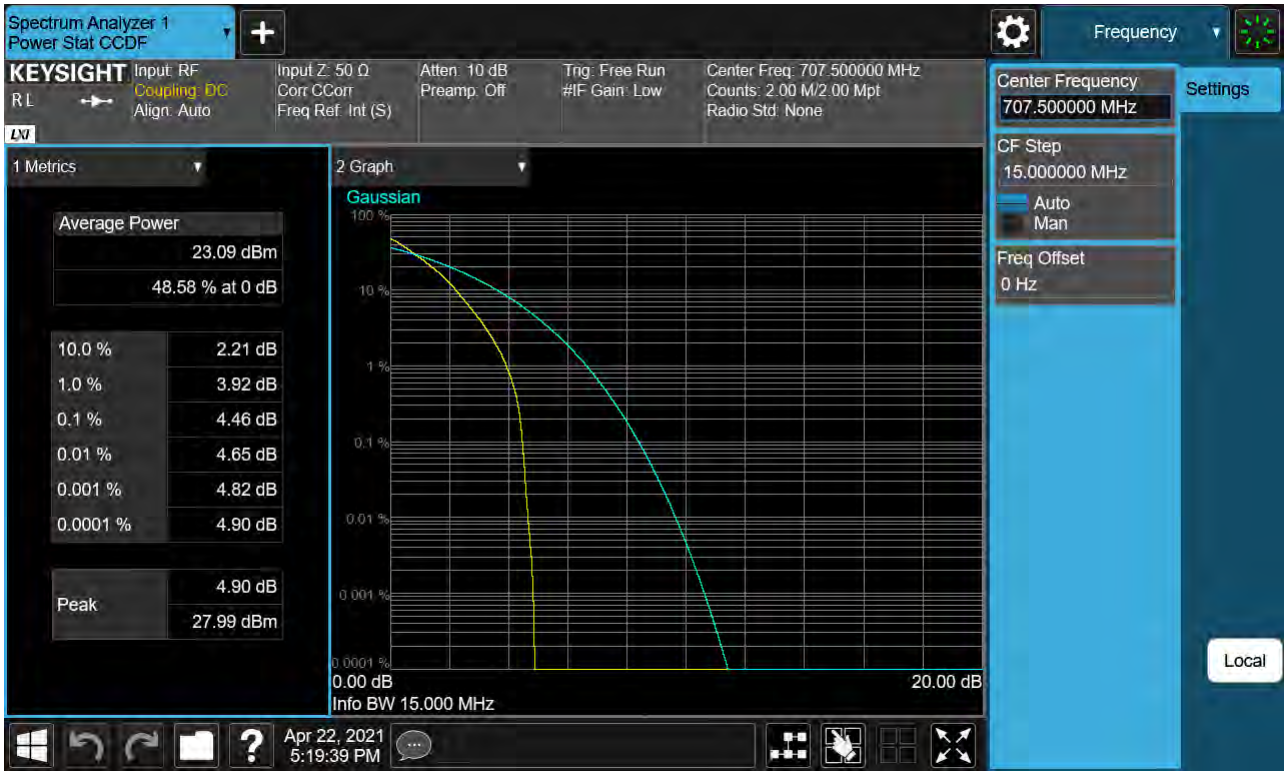 Spectrum Analyzer 1
Power Stat CCDF
Frequency
KEYSIGHT
R L
LXI
Input: RF
Coupling: DC
Align: Auto
Input Z: 50 Ω
Corr CCorr
Freq Ref: Int (S)
Atten: 10 dB
Preamp: Off
Trig: Free Run
#IF Gain: Low
Center Freq: 707.500000 MHz
Counts: 2.00 M/2.00 Mpt
Radio Std: None
Center Frequency
707.500000 MHz
Settings
CF Step
15.000000 MHz
Auto
Man
Freq Offset
0 Hz
Local
1 Metrics
Average Power
23.09 dBm
48.58 % at 0 dB
10.0 % 2.21 dB
1.0 % 3.92 dB
0.1 % 4.46 dB
0.01 % 4.65 dB
0.001 % 4.82 dB
0.0001 % 4.90 dB
Peak
4.90 dB
27.99 dBm
2 Graph
Gaussian
100 %
10 %
1 %
0.1 %
0.01 %
0.001 %
0.0001 %
0.00 dB 20.00 dB
Info BW 15.000 MHz
Apr 22, 2021
5:19:39 PM